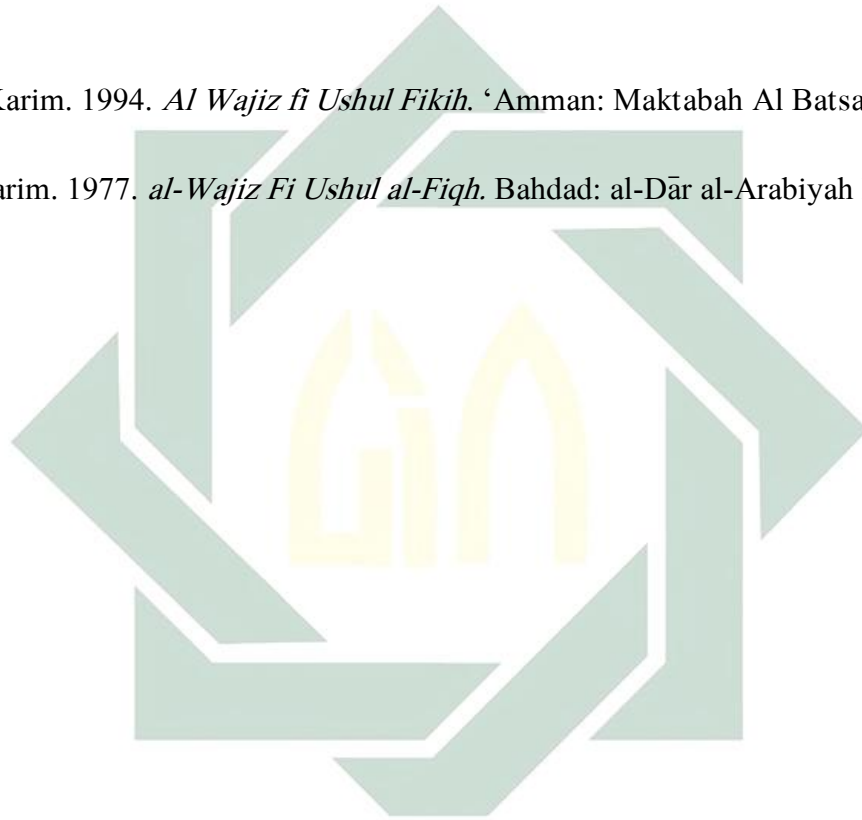 Karim. 1994. Al Wajiz fi Ushul Fikih. ‘Amman: Maktabah Al Batsa
arim. 1977. al-Wajiz Fi Ushul al-Fiqh. Bahdad: al-Dār al-Arabiyah